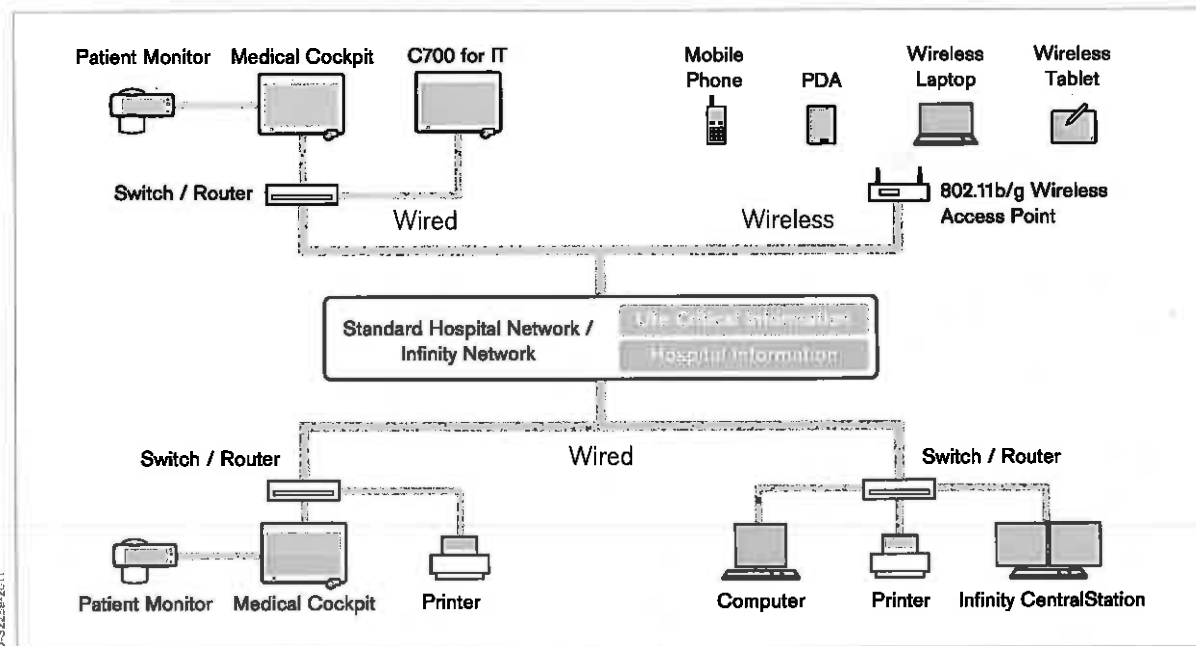 Patient Monitor
Medical Cockpit
C700 for IT
Mobile
Phone
PDA
Wireless
Laptop
Wireless
Tablet
Switch / Router
802.11b/g Wireless
Access Point
Wired
Wireless
Standard Hospital Network /
Infinity Network
Life Critical Information
Hospital Information
Switch / Router
Wired
Switch / Router
Patient Monitor
Medical Cockpit
Printer
Computer
Printer
Infinity CentralStation